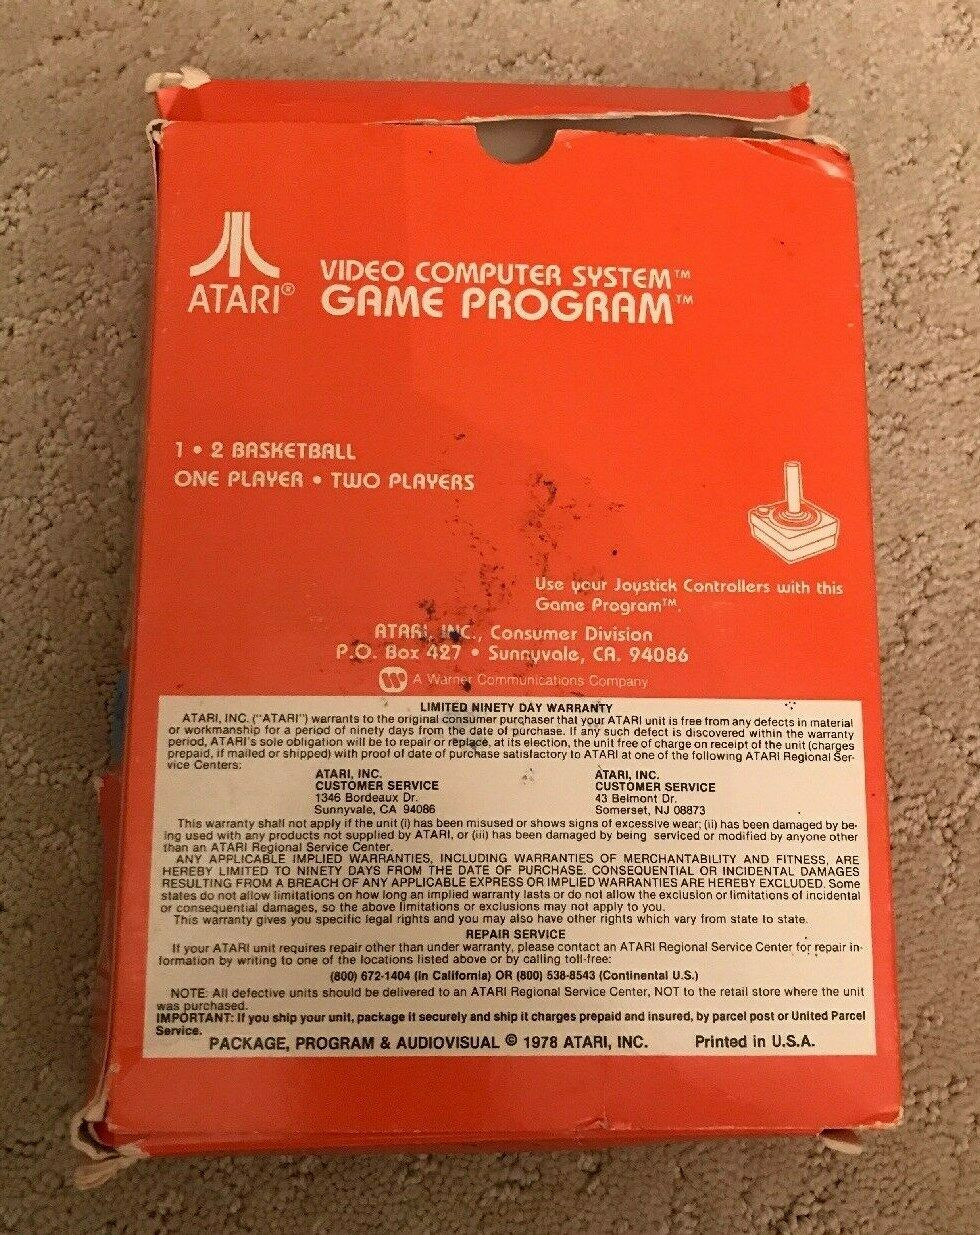 VIDEO COMPUTER SYSTEM™
ATARI® GAME PROGRAM™
1 • 2 BASKETBALL
ONE PLAYER • TWO PLAYERS
Use your Joystick Controllers with this
Game Program™.
ATARI, INC., Consumer Division
P.O. Box 427 • Sunnyvale, CA. 94086
A Warner Communications Company
LIMITED NINETY DAY WARRANTY
ATARI, INC. ("ATARI") warrants to the original consumer purchaser that your ATARI unit is free from any defects in material
or workmanship for a period of ninety days from the date of purchase. If any such defect is discovered within the warranty
period, ATARI's sole obligation will be to repair or replace, at its election, the unit free of charge on receipt of the unit (charges
prepaid, if mailed or shipped) with proof of date of purchase satisfactory to ATARI at one of the following ATARI Regional Ser-
vice Centers:
ATARI, INC. ATARI, INC.
CUSTOMER SERVICE CUSTOMER SERVICE
1346 Bordeaux Dr. 43 Belmont Dr.
Sunnyvale, CA 94086 Somerset, NJ 08873
This warranty shall not apply if the unit (i) has been misused or shows signs of excessive wear; (ii) has been damaged by be-
ing used with any products not supplied by ATARI, or (iii) has been damaged by being serviced or modified by anyone other
than an ATARI Regional Service Center.
ANY APPLICABLE IMPLIED WARRANTIES, INCLUDING WARRANTIES OF MERCHANTABILITY AND FITNESS, ARE
HEREBY LIMITED TO NINETY DAYS FROM THE DATE OF PURCHASE. CONSEQUENTIAL OR INCIDENTAL DAMAGES
RESULTING FROM A BREACH OF ANY APPLICABLE EXPRESS OR IMPLIED WARRANTIES ARE HEREBY EXCLUDED. Some
states do not allow limitations on how long an implied warranty lasts or do not allow the exclusion or limitations of incidental
or consequential damages, so the above limitations or exclusions may not apply to you.
This warranty gives you specific legal rights and you may also have other rights which vary from state to state.
REPAIR SERVICE
If your ATARI unit requires repair other than under warranty, please contact an ATARI Regional Service Center for repair in-
formation by writing to one of the locations listed above or by calling toll-free:
(800) 672-1404 (in California) OR (800) 538-8543 (Continental U.S.)
NOTE: All defective units should be delivered to an ATARI Regional Service Center, NOT to the retail store where the unit
was purchased.
IMPORTANT: If you ship your unit, package it securely and ship it charges prepaid and insured, by parcel post or United Parcel
Service.
PACKAGE, PROGRAM & AUDIOVISUAL © 1978 ATARI, INC. Printed in U.S.A.